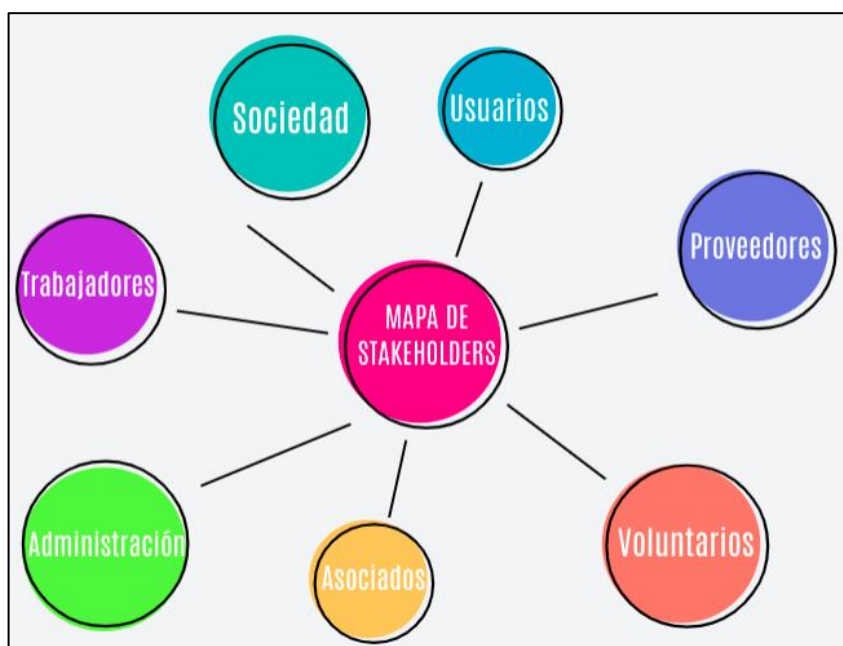 Sociedad
Usuarios
Proveedores
Trabajadores
MAPA DE
STAKEHOLDERS
Administración
Asociados
Voluntarios